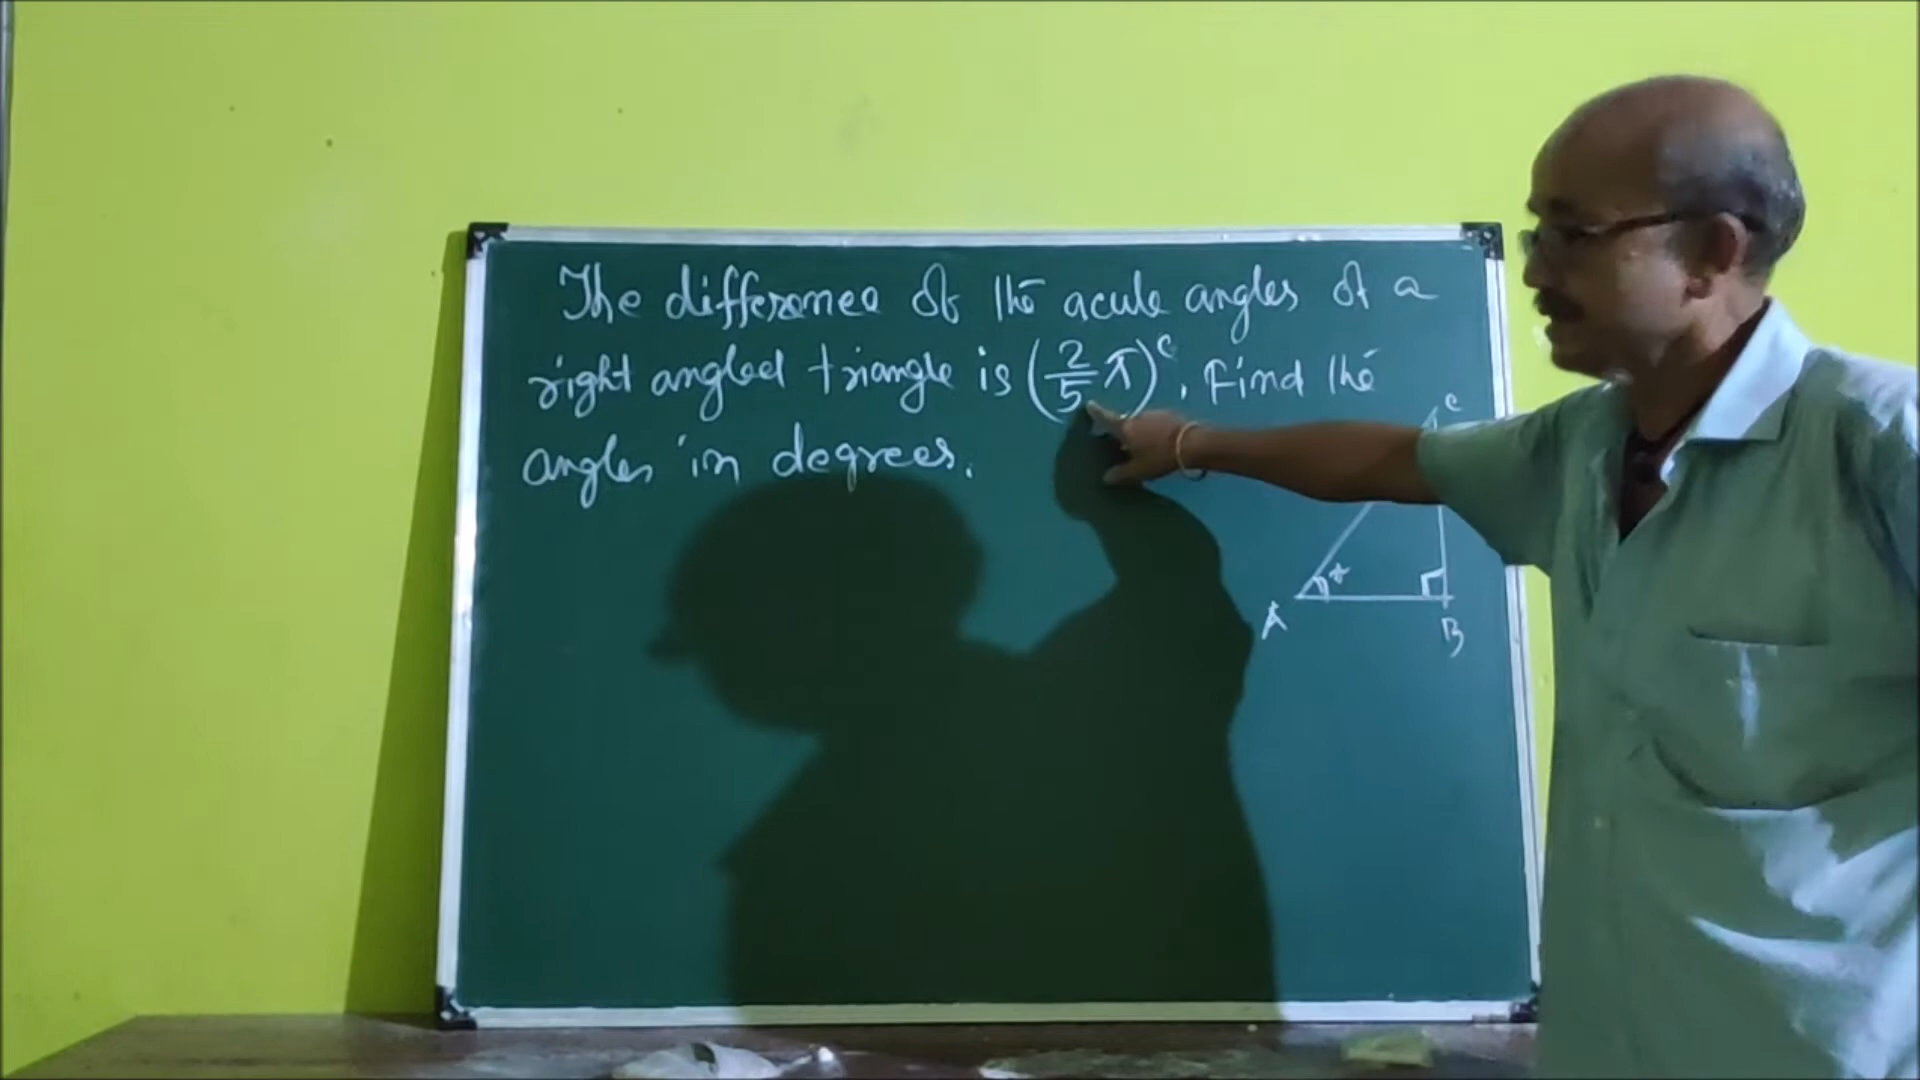 The difference of the acute angles of a
right angled triangle is (2/5 π)ᶜ. Find the
angles in degrees.
C
x
A
B